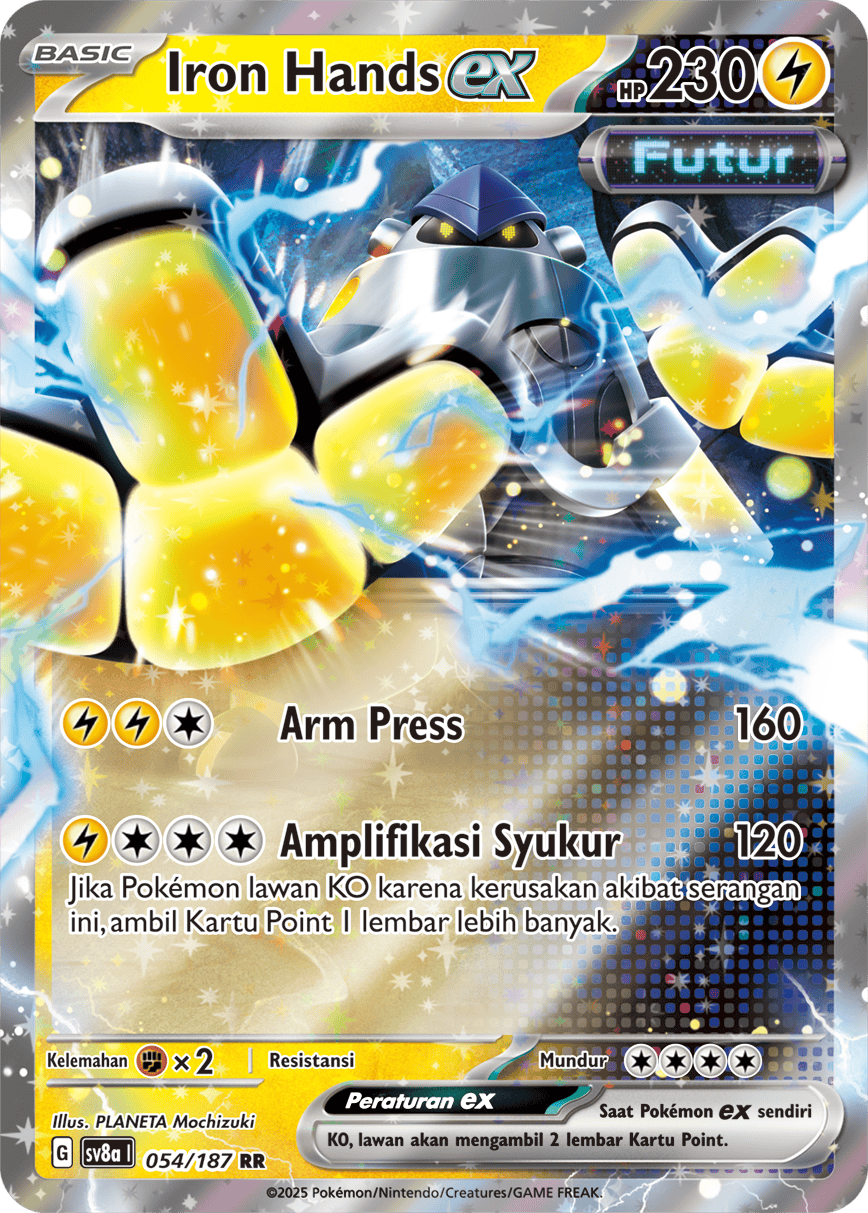 BASIC
Iron Hands ex
HP 230
Futur
Arm Press 160
Amplifikasi Syukur 120
Jika Pokémon lawan KO karena kerusakan akibat serangan
ini, ambil Kartu Point 1 lembar lebih banyak.
Kelemahan ×2 Resistansi Mundur
Peraturan ex
Saat Pokémon ex sendiri
KO, lawan akan mengambil 2 lembar Kartu Point.
Illus. PLANETA Mochizuki
G sv8a I 054/187 RR
©2025 Pokémon/Nintendo/Creatures/GAME FREAK.